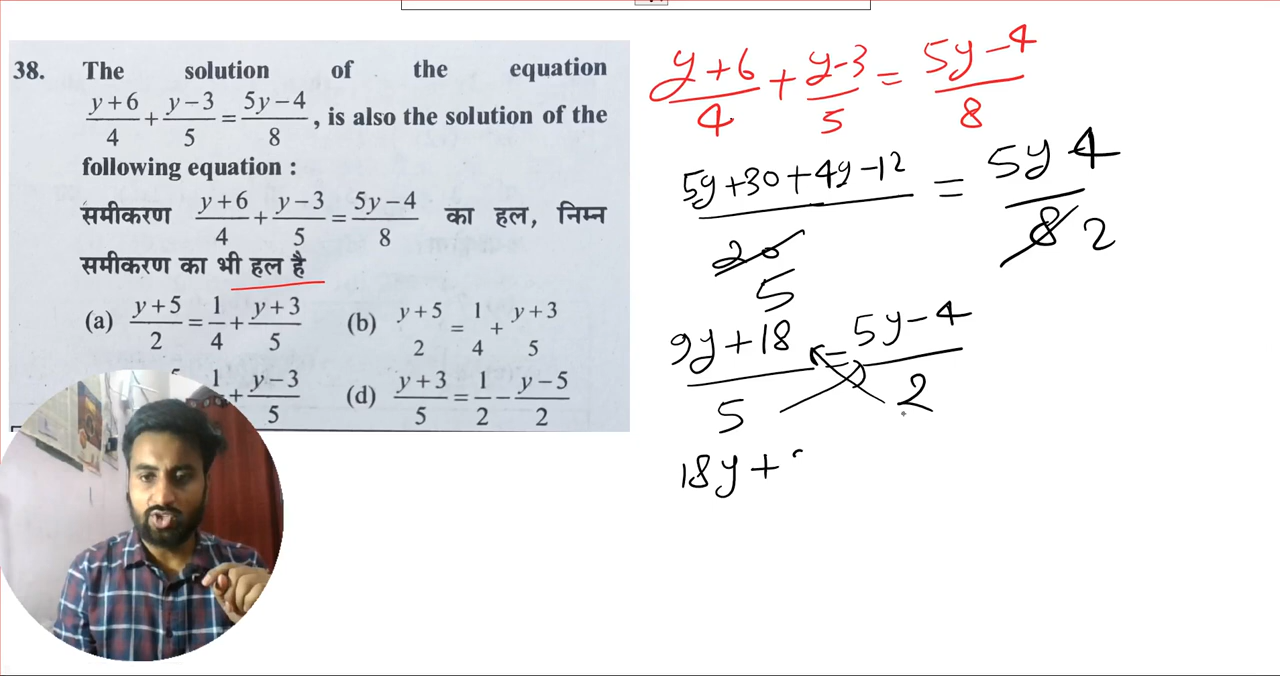 38. The solution of the equation
(y+6)/4 + (y−3)/5 = (5y−4)/8 , is also the solution of the
following equation :
समीकरण (y+6)/4 + (y−3)/5 = (5y−4)/8 का हल, निम्न
समीकरण का भी हल है
(a) (y+5)/2 = 1/4 + (y+3)/5 (b) (y+5)/2 = 1/4 + (y+3)/5
+ (y−3)/5 (d) (y+3)/5 = 1/2 − (y−5)/2
(y+6)/4 + (y−3)/5 = (5y−4)/8
(5y+30+4y−12)/20 = (5y 4)/8 2
5
(9y+18)/5 = (5y−4)/2
18y+